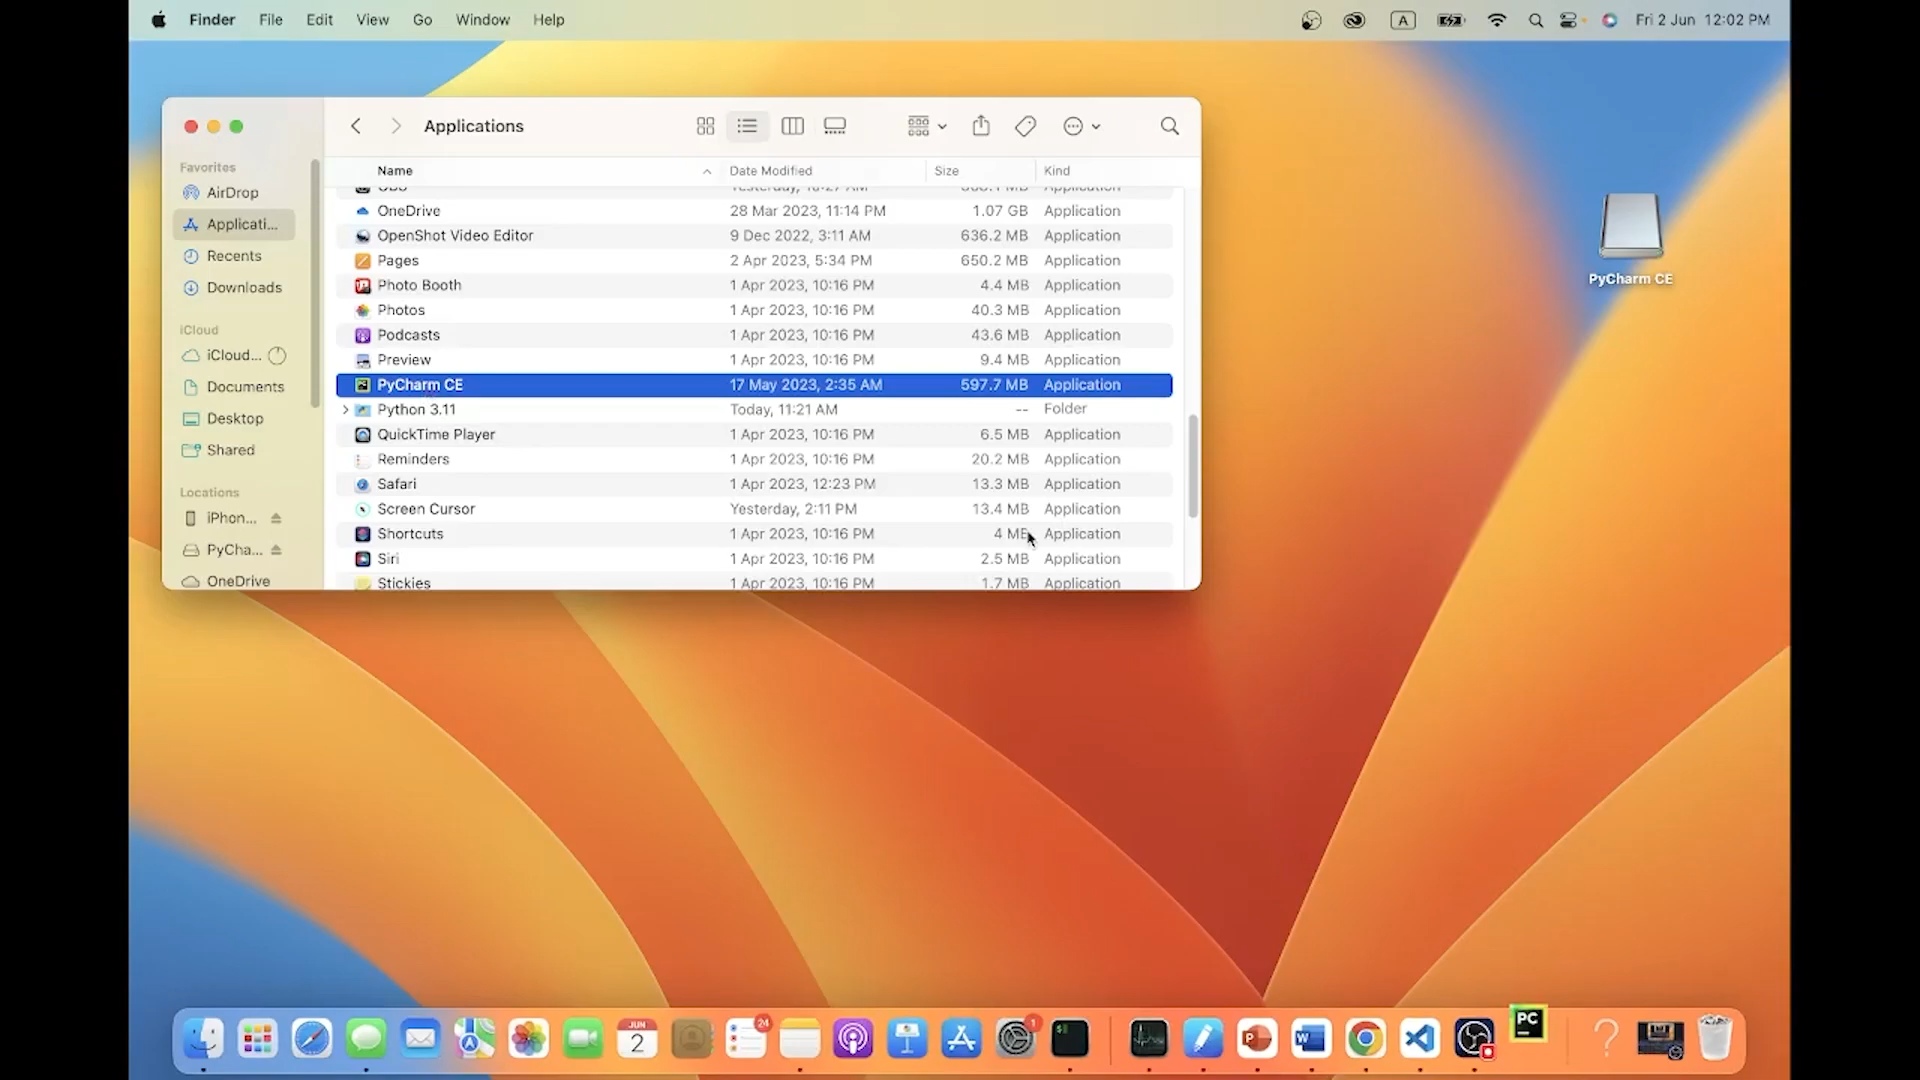 Finder File Edit View Go Window Help A Fri 2 Jun 12:02 PM
Applications
Favorites
AirDrop
Applicati...
Recents
Downloads
iCloud
iCloud...
Documents
Desktop
Shared
Locations
iPhon...
PyCha...
OneDrive
Name Date Modified Size Kind
OneDrive 28 Mar 2023, 11:14 PM 1.07 GB Application
OpenShot Video Editor 9 Dec 2022, 3:11 AM 636.2 MB Application
Pages 2 Apr 2023, 5:34 PM 650.2 MB Application
Photo Booth 1 Apr 2023, 10:16 PM 4.4 MB Application
Photos 1 Apr 2023, 10:16 PM 40.3 MB Application
Podcasts 1 Apr 2023, 10:16 PM 43.6 MB Application
Preview 1 Apr 2023, 10:16 PM 9.4 MB Application
PyCharm CE 17 May 2023, 2:35 AM 597.7 MB Application
Python 3.11 Today, 11:21 AM -- Folder
QuickTime Player 1 Apr 2023, 10:16 PM 6.5 MB Application
Reminders 1 Apr 2023, 10:16 PM 20.2 MB Application
Safari 1 Apr 2023, 12:23 PM 13.3 MB Application
Screen Cursor Yesterday, 2:11 PM 13.4 MB Application
Shortcuts 1 Apr 2023, 10:16 PM 4 MB Application
Siri 1 Apr 2023, 10:16 PM 2.5 MB Application
Stickies 1 Apr 2023, 10:16 PM 1.7 MB Application
PyCharm CE
JUN
2
24
1
$
P
W
PC
?